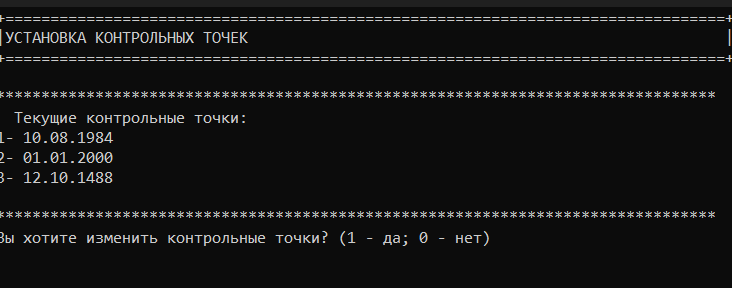 +================================================================================+
|УСТАНОВКА КОНТРОЛЬНЫХ ТОЧЕК |
+================================================================================+
********************************************************************************
Текущие контрольные точки:
1- 10.08.1984
2- 01.01.2000
3- 12.10.1488
********************************************************************************
Вы хотите изменить контрольные точки? (1 - да; 0 - нет)